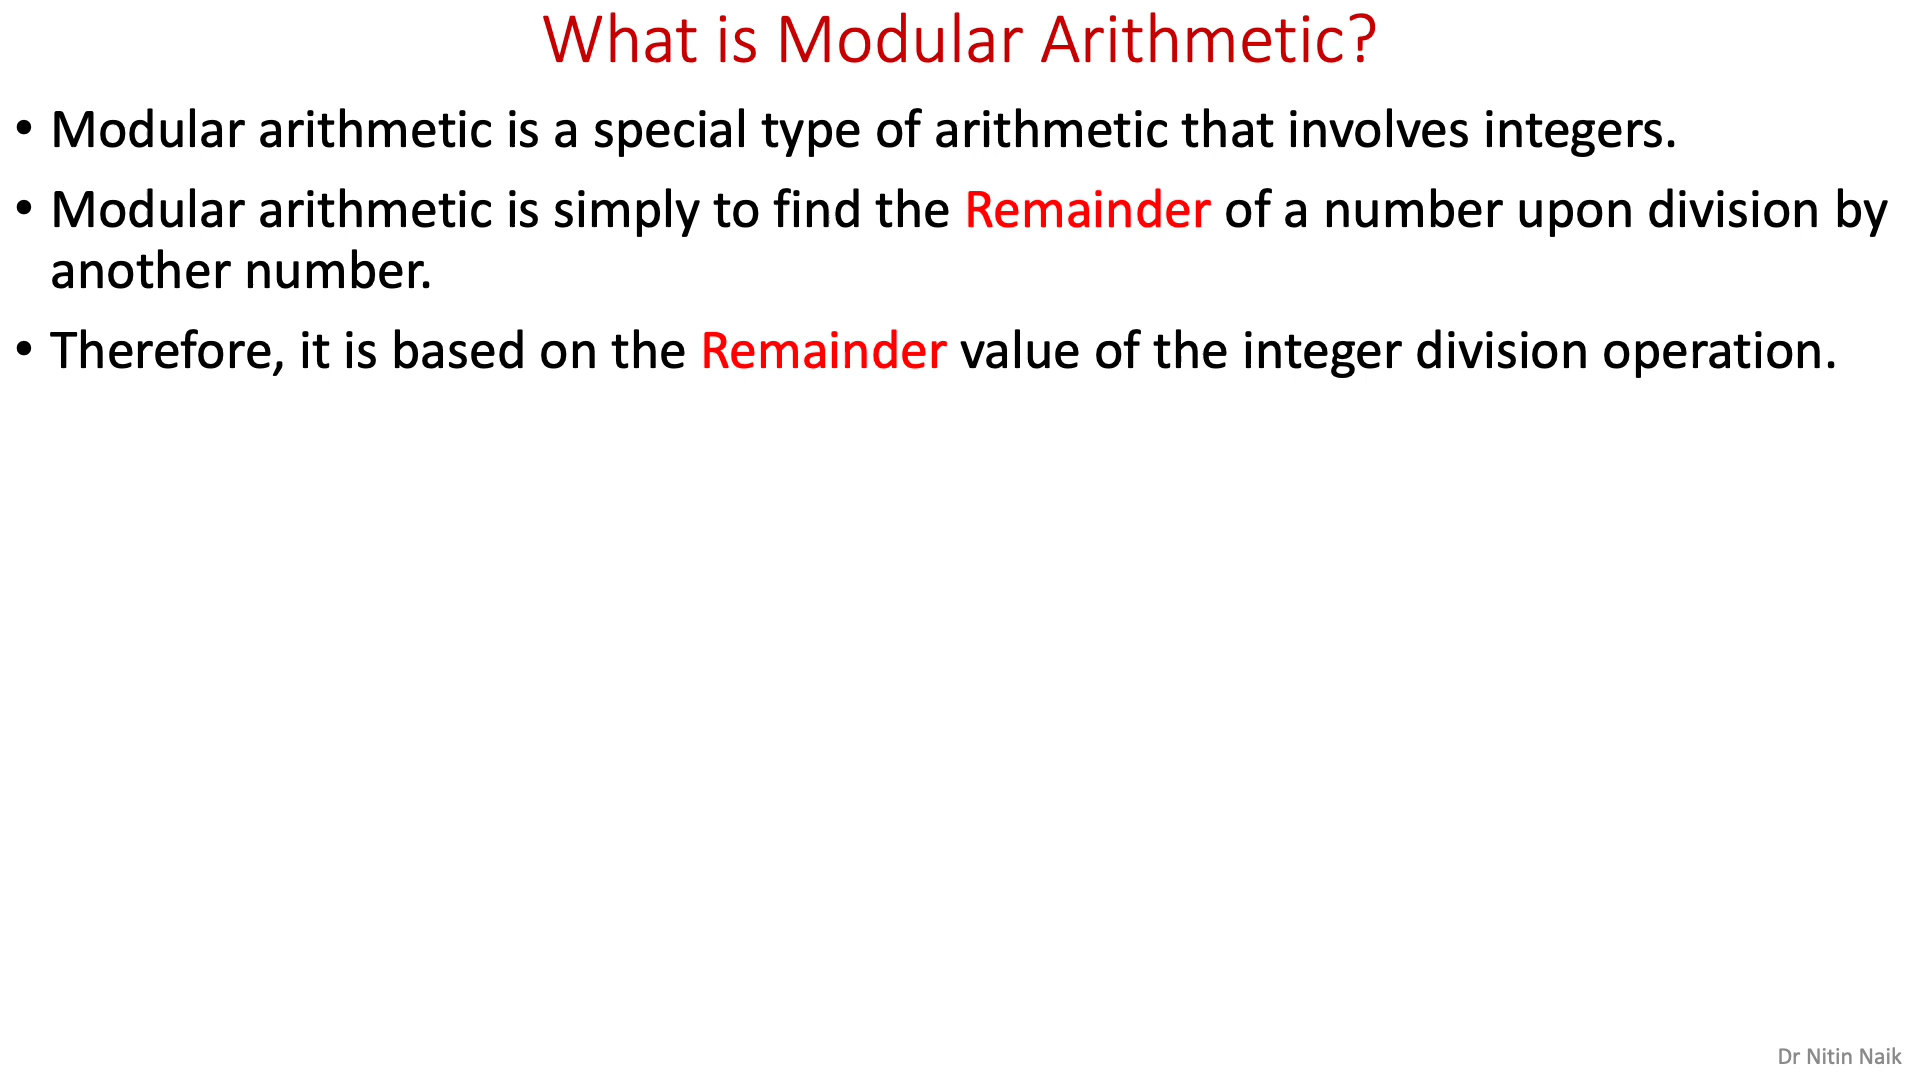 What is Modular Arithmetic?
• Modular arithmetic is a special type of arithmetic that involves integers.
• Modular arithmetic is simply to find the Remainder of a number upon division by
another number.
• Therefore, it is based on the Remainder value of the integer division operation.
Dr Nitin Naik